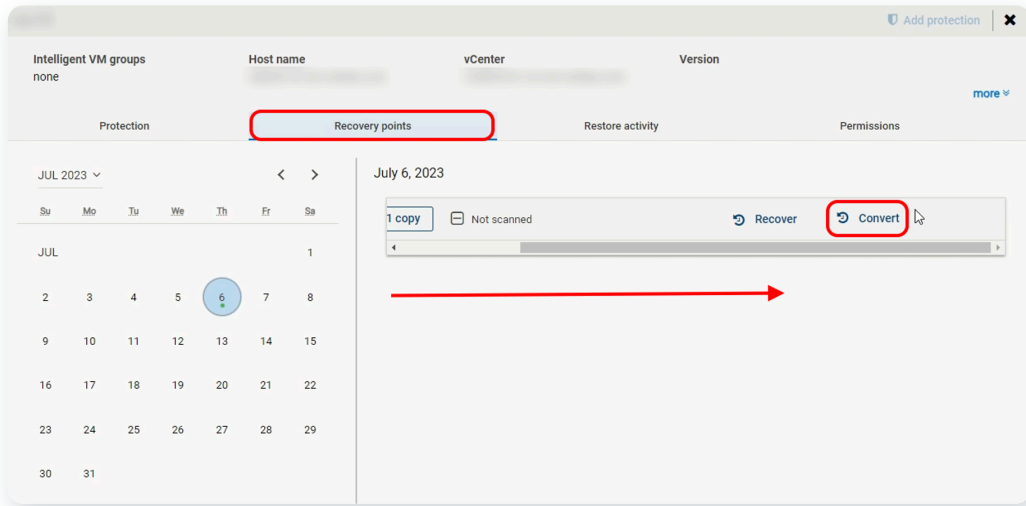 Add protection
Intelligent VM groups Host name vCenter Version
none
more
Protection Recovery points Restore activity Permissions
JUL 2023
July 6, 2023
Su Mo Tu We Th Fr Sa
1 copy Not scanned Recover Convert
JUL 1
2 3 4 5 6 7 8
9 10 11 12 13 14 15
16 17 18 19 20 21 22
23 24 25 26 27 28 29
30 31